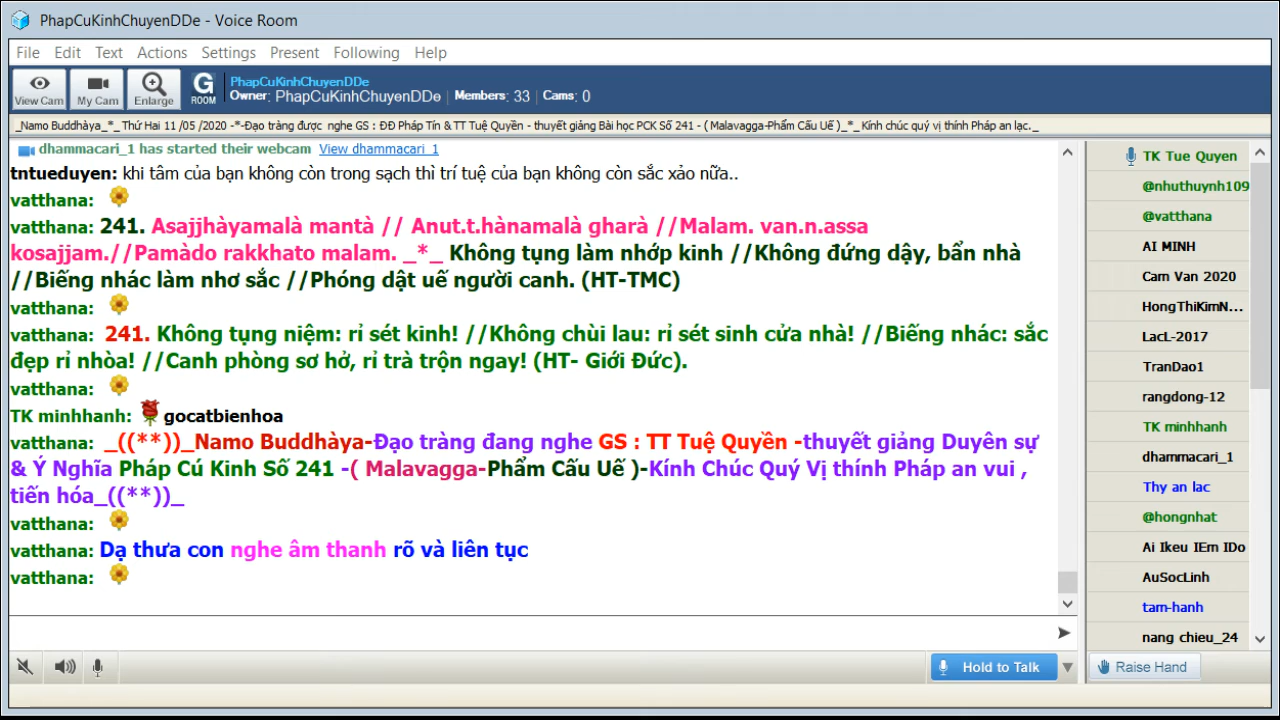 PhapCuKinhChuyenDDe - Voice Room
File Edit Text Actions Settings Present Following Help
View Cam My Cam Enlarge G ROOM
PhapCuKinhChuyenDDe
Owner: PhapCuKinhChuyenDDe Members: 33 Cams: 0
_Namo Buddhàya_*_ Thứ Hai 11 /05 /2020 -*-Đạo tràng được nghe GS : ĐĐ Pháp Tín & TT Tuệ Quyền - thuyết giảng Bài học PCK Số 241 - ( Malavagga-Phẩm Cấu Uế )_*_ Kính chúc quý vị thính Pháp an lạc._
dhammacari_1 has started their webcam View dhammacari_1
tntueduyen: khi tâm của bạn không còn trong sạch thì trí tuệ của bạn không còn sắc xảo nữa..
vatthana:
vatthana: 241. Asajjhàyamalà mantà // Anut.t.hànamalà gharà //Malam. van.n.assa
kosajjam.//Pamàdo rakkhato malam. _*_ Không tụng làm nhớp kinh //Không đứng dậy, bẩn nhà
//Biếng nhác làm nhơ sắc //Phóng dật uế người canh. (HT-TMC)
vatthana:
vatthana: 241. Không tụng niệm: rỉ sét kinh! //Không chùi lau: rỉ sét sinh cửa nhà! //Biếng nhác: sắc
đẹp rỉ nhòa! //Canh phòng sơ hở, rỉ trà trộn ngay! (HT- Giới Đức).
vatthana:
TK minhhanh: gocatbienhoa
vatthana: _((**))_Namo Buddhàya-Đạo tràng đang nghe GS : TT Tuệ Quyền -thuyết giảng Duyên sự
& Ý Nghĩa Pháp Cú Kinh Số 241 -( Malavagga-Phẩm Cấu Uế )-Kính Chúc Quý Vị thính Pháp an vui ,
tiến hóa_((**))_
vatthana:
vatthana: Dạ thưa con nghe âm thanh rõ và liên tục
vatthana:
Hold to Talk
TK Tue Quyen
@nhuthuynh109
@vatthana
AI MINH
Cam Van 2020
HongThiKimN...
LacL-2017
TranDao1
rangdong-12
TK minhhanh
dhammacari_1
Thy an lac
@hongnhat
Ai Ikeu IEm IDo
AuSocLinh
tam-hanh
nang chieu_24
Raise Hand